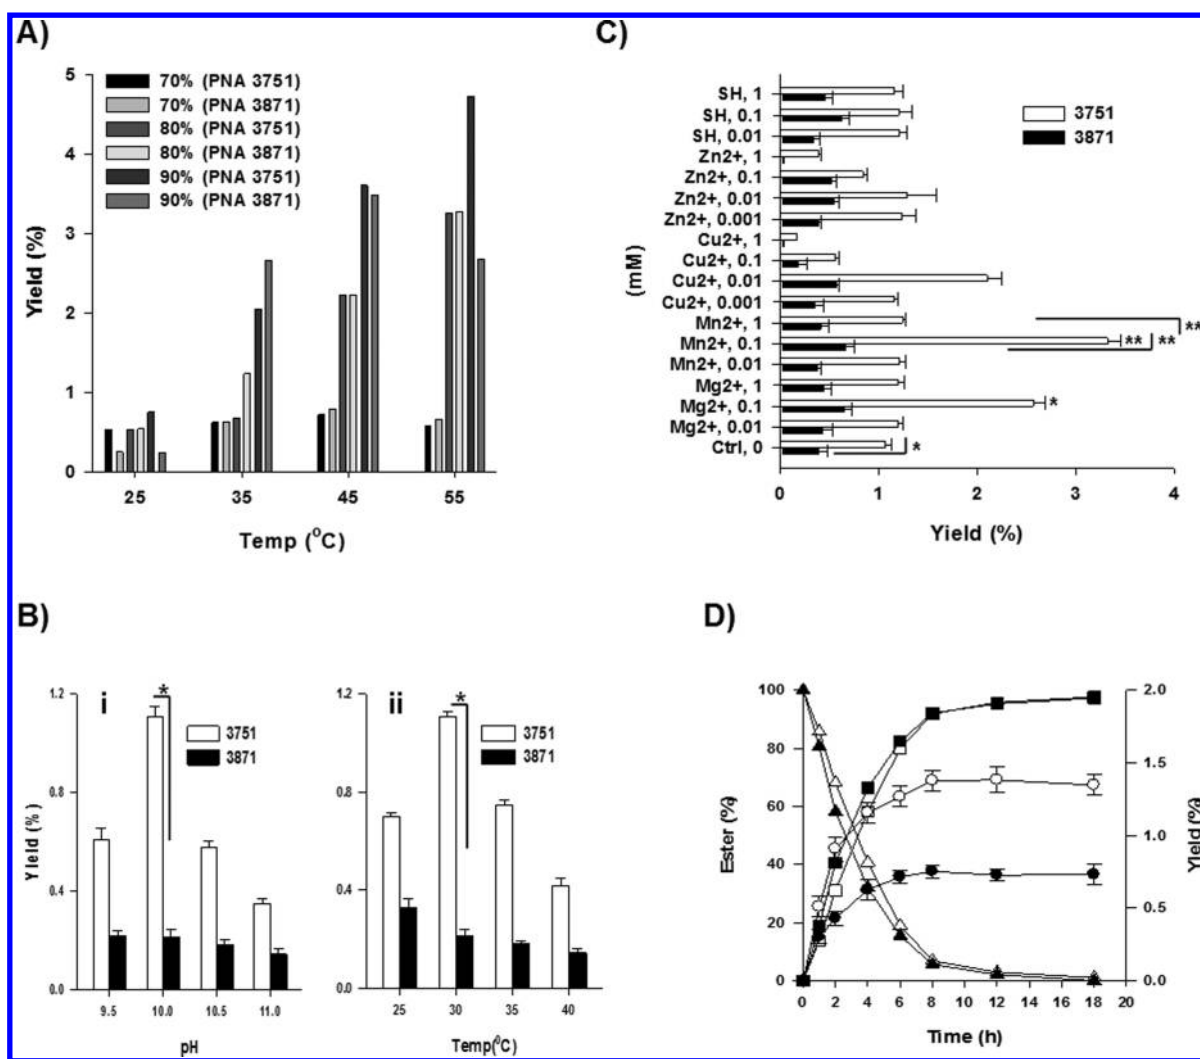 A)
5
4
3
2
1
0
Yield (%)
70% (PNA 3751)
70% (PNA 3871)
80% (PNA 3751)
80% (PNA 3871)
90% (PNA 3751)
90% (PNA 3871)
25 35 45 55
Temp (°C)
C)
(mM)
SH, 1
SH, 0.1
SH, 0.01
Zn2+, 1
Zn2+, 0.1
Zn2+, 0.01
Zn2+, 0.001
Cu2+, 1
Cu2+, 0.1
Cu2+, 0.01
Cu2+, 0.001
Mn2+, 1
Mn2+, 0.1
Mn2+, 0.01
Mg2+, 1
Mg2+, 0.1
Mg2+, 0.01
Ctrl, 0
3751
3871
**
** **
*
*
0 1 2 3 4
Yield (%)
B)
i
1.2
0.8
0.4
0.0
Yield (%)
*
3751
3871
9.5 10.0 10.5 11.0
pH
ii
1.2
0.8
0.4
0.0
*
3751
3871
25 30 35 40
Temp(°C)
D)
100
80
60
40
20
0
Ester (%)
2.0
1.5
1.0
0.5
0.0
Yield (%)
0 2 4 6 8 10 12 14 16 18 20
Time (h)